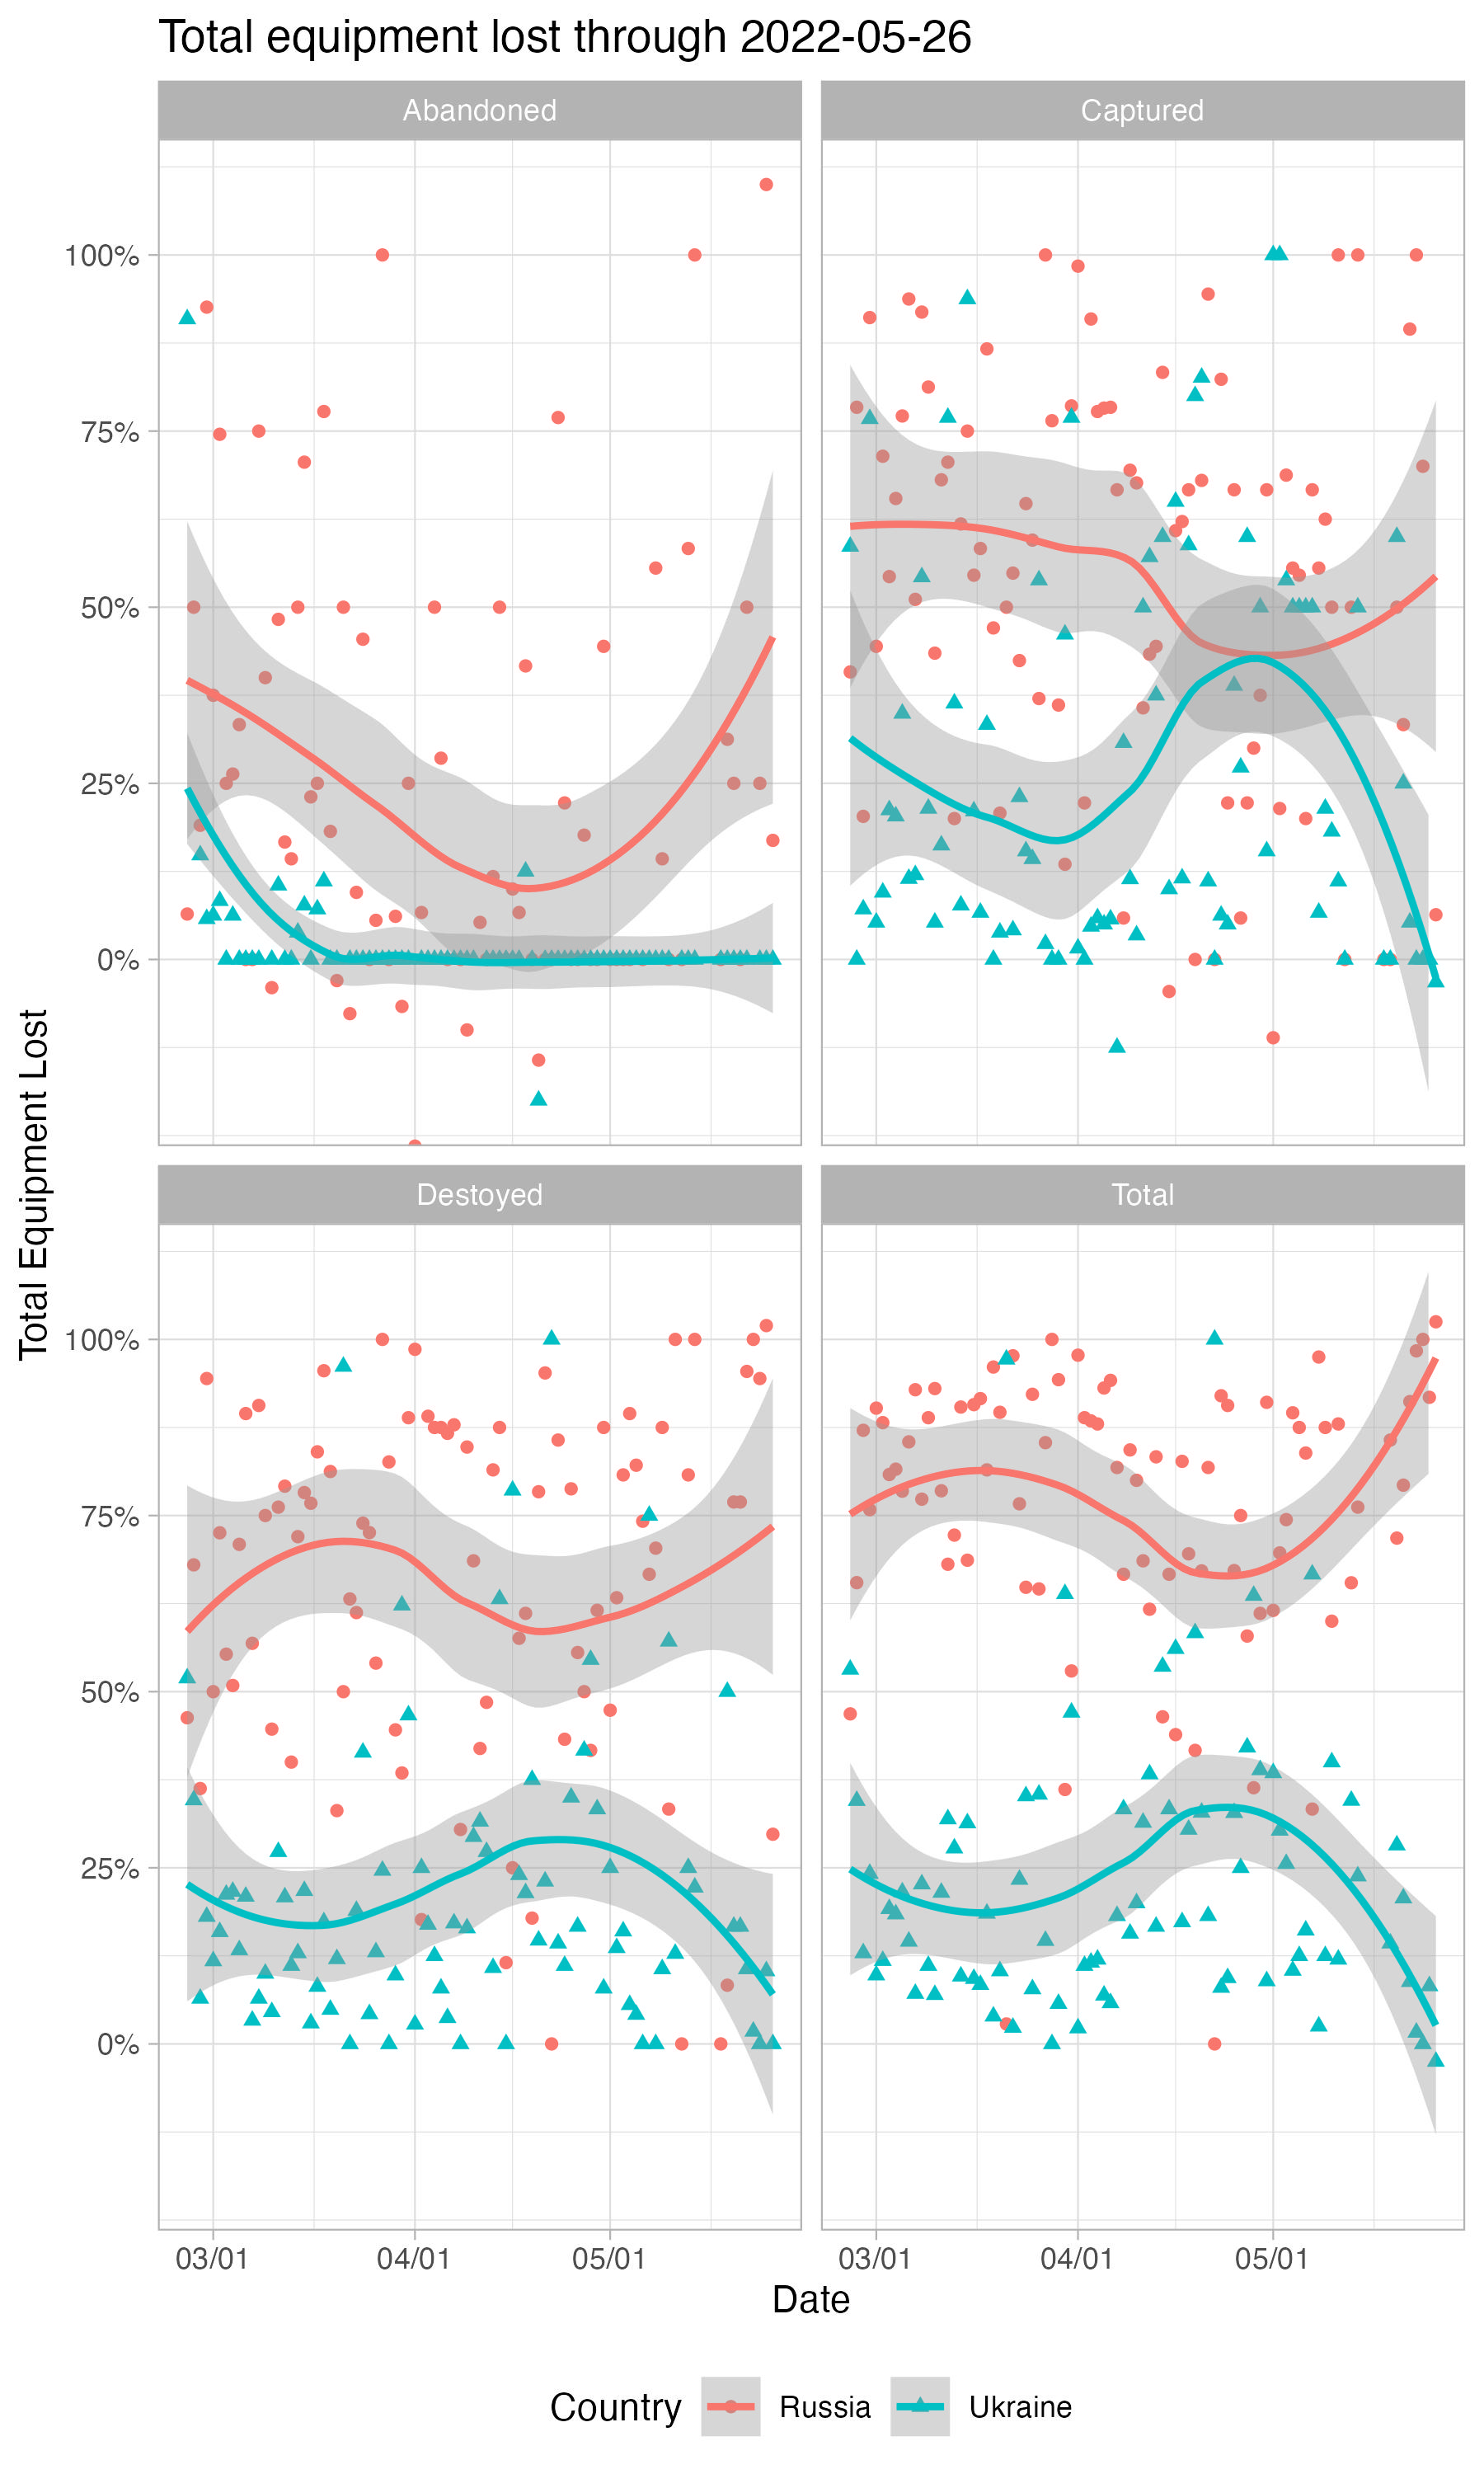 Total equipment lost through 2022-05-26
Abandoned
Captured
100%
75%
50%
25%
0%
Total Equipment Lost
Destoyed
Total
100%
75%
50%
25%
0%
03/01
04/01
05/01
03/01
04/01
05/01
Date
Country
Russia
Ukraine